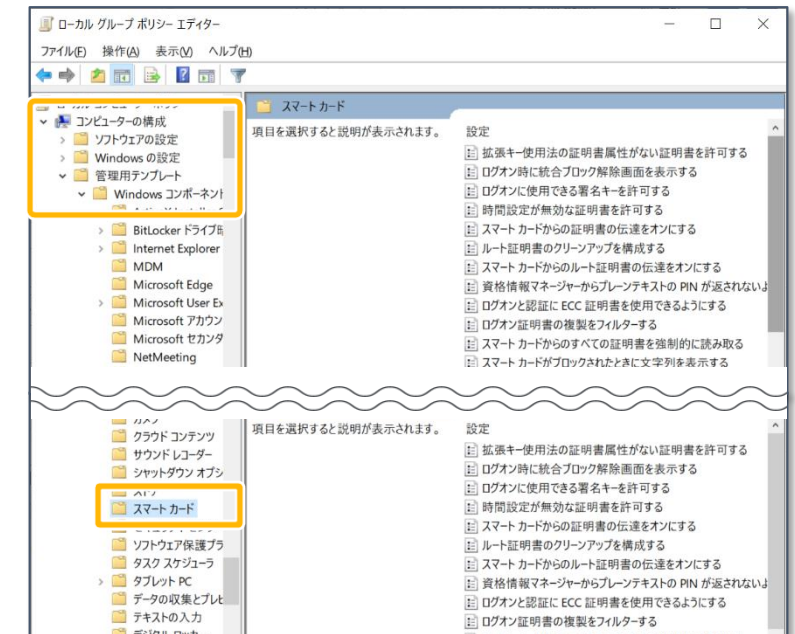 ローカル グループ ポリシー エディター
ファイル(F) 操作(A) 表示(V) ヘルプ(H)
コンピューターの構成
ソフトウェアの設定
Windows の設定
管理用テンプレート
Windows コンポーネント
BitLocker ドライブ
Internet Explorer
MDM
Microsoft Edge
Microsoft User Ex
Microsoft アカウン
Microsoft セカンダ
NetMeeting
スマート カード
項目を選択すると説明が表示されます。
設定
拡張キー使用法の証明書属性がない証明書を許可する
ログオン時に統合ブロック解除画面を表示する
ログオンに使用できる署名キーを許可する
時間設定が無効な証明書を許可する
スマート カードからの証明書の伝達をオンにする
ルート証明書のクリーンアップを構成する
スマート カードからのルート証明書の伝達をオンにする
資格情報マネージャーからプレーンテキストの PIN が返されないよ
ログオンと認証に ECC 証明書を使用できるようにする
ログオン証明書の複製をフィルターする
スマート カードからのすべての証明書を強制的に読み取る
スマート カードがブロックされたときに文字列を表示する
カメラ
クラウド コンテンツ
サウンド レコーダー
シャットダウン オプシ
ストア
スマート カード
ソフトウェア保護プラ
タスク スケジューラ
タブレット PC
データの収集とプレビ
テキストの入力
デジタル ロッカー
項目を選択すると説明が表示されます。
設定
拡張キー使用法の証明書属性がない証明書を許可する
ログオン時に統合ブロック解除画面を表示する
ログオンに使用できる署名キーを許可する
時間設定が無効な証明書を許可する
スマート カードからの証明書の伝達をオンにする
ルート証明書のクリーンアップを構成する
スマート カードからのルート証明書の伝達をオンにする
資格情報マネージャーからプレーンテキストの PIN が返されないよ
ログオンと認証に ECC 証明書を使用できるようにする
ログオン証明書の複製をフィルターする